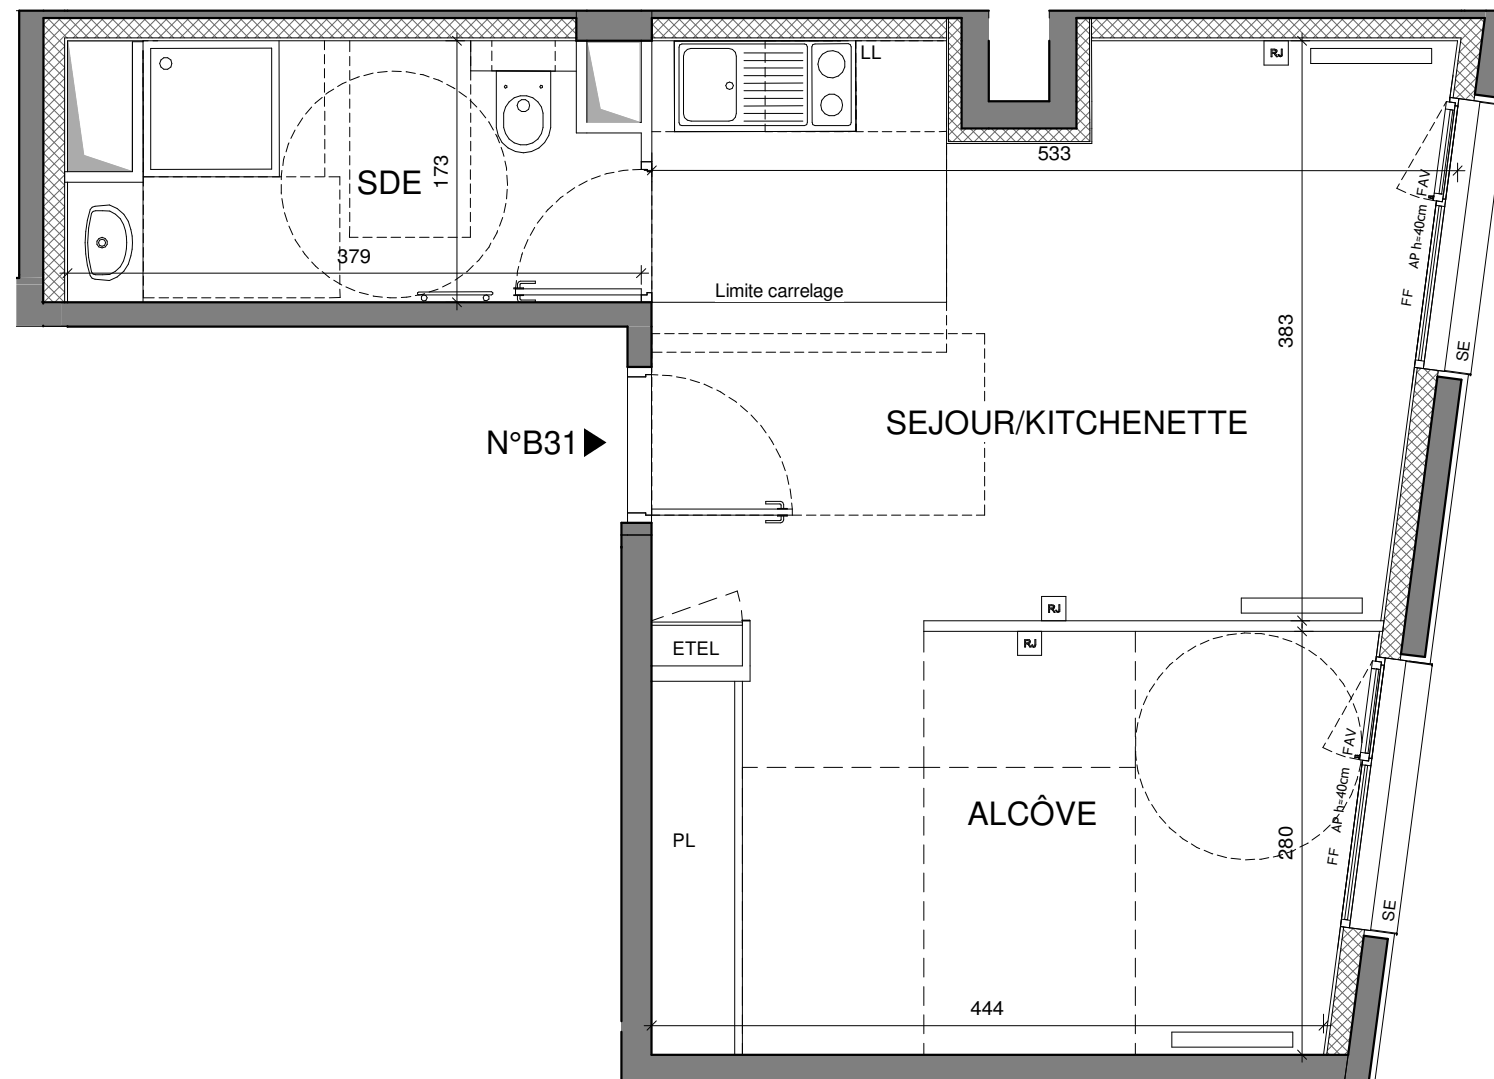 RJ
LL
533
SDE
173
379
FAV
AP h=40cm
FF
Limite carrelage
383
SE
SEJOUR/KITCHENETTE
N°B31
RJ
ETEL
RJ
FAV
AP h=40cm
FF
ALCÔVE
280
PL
SE
444